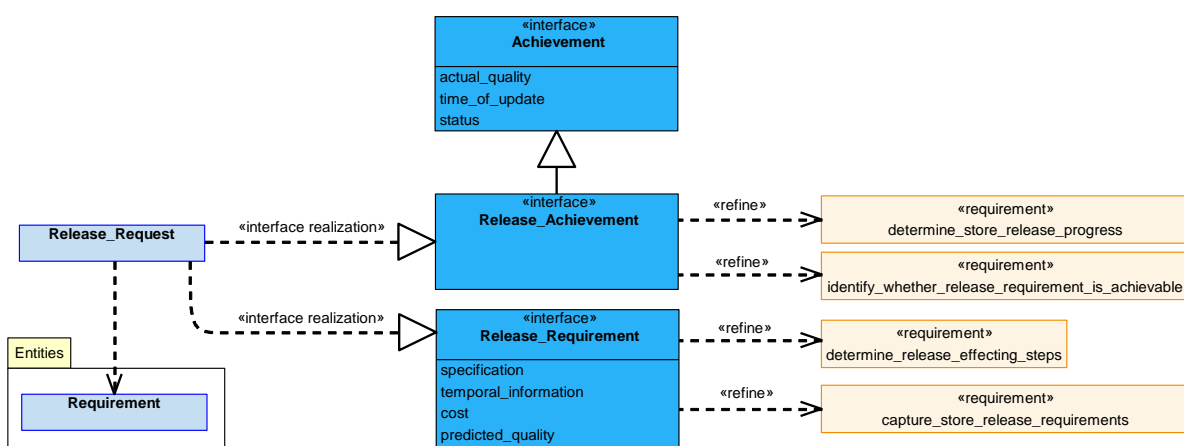 «interface»
Achievement
actual_quality
time_of_update
status
«interface»
Release_Achievement
«refine»
«requirement»
determine_store_release_progress
Release_Request
«interface realization»
«refine»
«requirement»
identify_whether_release_requirement_is_achievable
«interface realization»
«interface»
Release_Requirement
specification
temporal_information
cost
predicted_quality
«refine»
«requirement»
determine_release_effecting_steps
«refine»
«requirement»
capture_store_release_requirements
Entities
Requirement